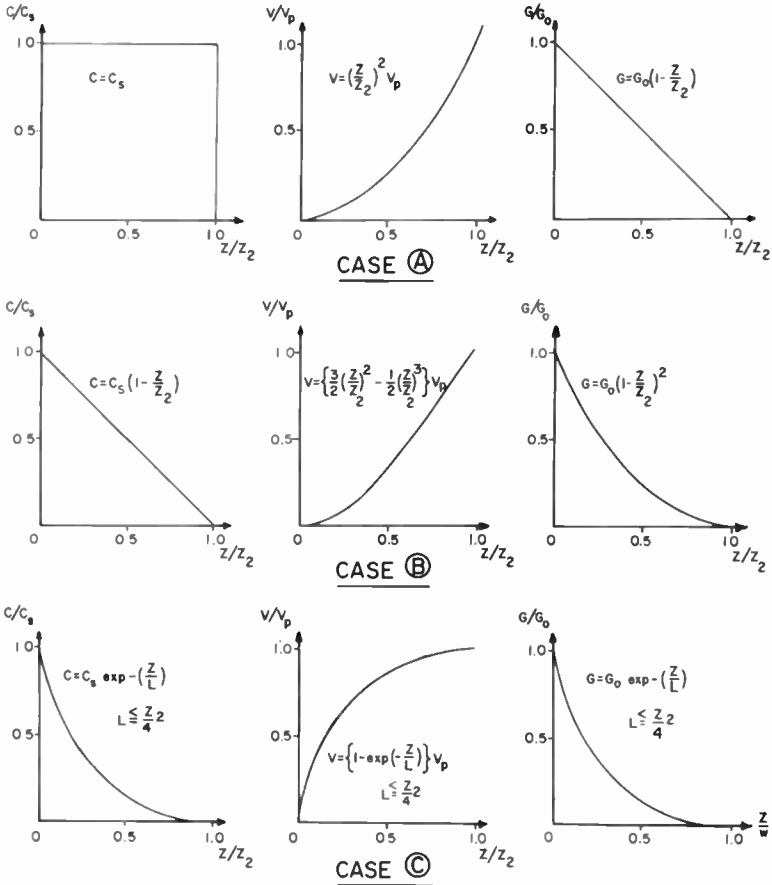 C/Cs
1.0
0.5
0
0.5
1.0
Z/Z2
C=Cs
V/Vp
1.0
0.5
0
0.5
1.0
Z/Z2
V=(Z/Z2)^2 Vp
G/G0
1.0
0.5
0
0.5
1.0
Z/Z2
G=G0(1-Z/Z2)
CASE Ⓐ
C/Cs
1.0
0.5
0
0.5
1.0
Z/Z2
C=Cs(1-Z/Z2)
V/Vp
1.0
0.5
0
0.5
1.0
Z/Z2
V={3/2(Z/Z2)^2 - 1/2(Z/Z2)^3}Vp
G/G0
1.0
0.5
0
0.5
1.0
Z/Z2
G=G0(1-Z/Z2)^2
CASE Ⓑ
C/Cs
1.0
0.5
0
0.5
1.0
Z/Z2
C=Cs exp-(Z/L)
L≦Z2/4
V/Vp
1.0
0.5
0
0.5
1.0
Z/Z2
V={1-exp(-Z/L)}Vp
L≦Z2/4
G/G0
1.0
0.5
0
0.5
1.0
Z/W
G=G0 exp-(Z/L)
L≦Z2/4
CASE Ⓒ